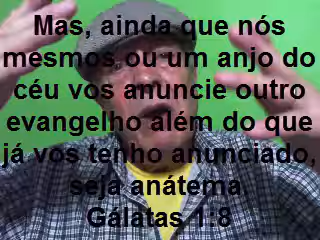 Mas, ainda que nós
mesmos ou um anjo do
céu vos anuncie outro
evangelho além do que
já vos tenho anunciado,
seja anátema
Gálatas 1:8